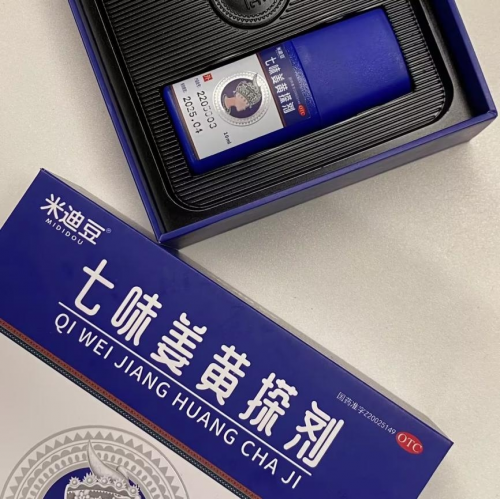 七味姜黄搽剂
OTC
2025.04
10ml
米迪豆®
MIDIDOU
七味姜黄搽剂
QI WEI JIANG HUANG CHA JI
国药准字Z20025149
OTC